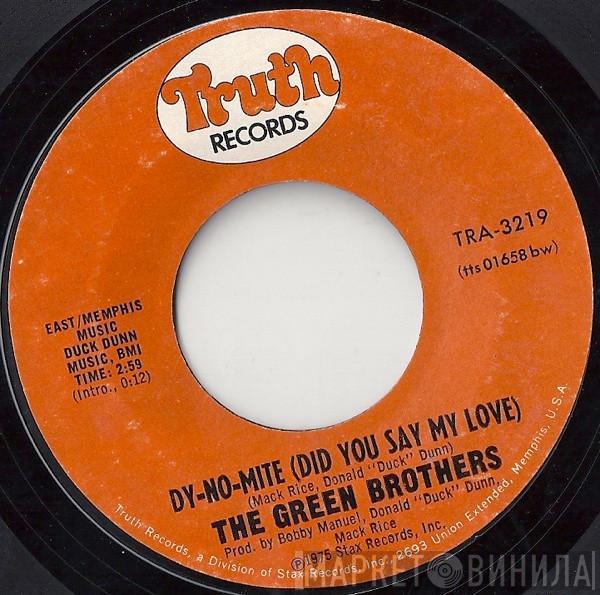 Truth
RECORDS
TRA-3219
(tts 01658 bw)
EAST/MEMPHIS
MUSIC
DUCK DUNN
MUSIC, BMI
TIME: 2:59
(Intro., 0:12)
DY-NO-MITE (DID YOU SAY MY LOVE)
(Mack Rice, Donald "Duck" Dunn)
THE GREEN BROTHERS
Prod. by Bobby Manuel, Donald "Duck" Dunn,
Mack Rice
℗1975 Stax Records, Inc.
Truth Records, a Division of Stax Records, Inc., 2693 Union Extended, Memphis, U.S.A.
МАРКЕТ ВИНИЛА